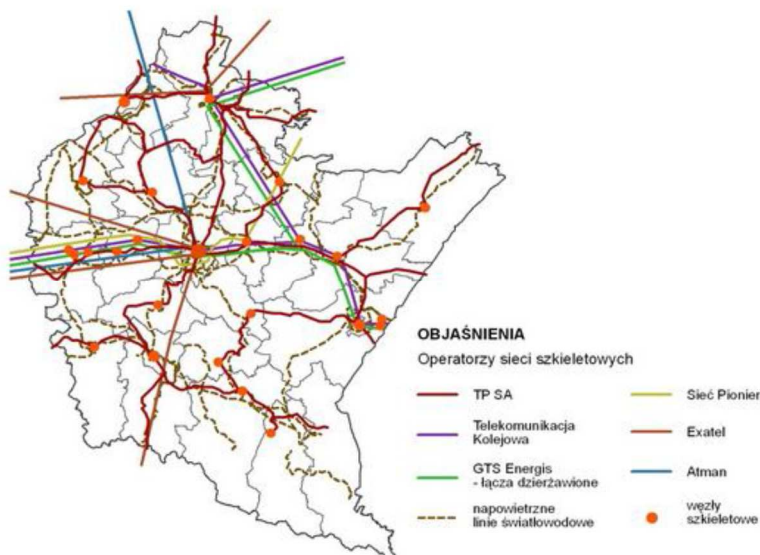 OBJAŚNIENIA
Operatorzy sieci szkieletowych
TP SA
Telekomunikacja
Kolejowa
GTS Energis
- łącza dzierżawione
napowietrzne
linie światłowodowe
Sieć Pionier
Exatel
Atman
węzły
szkieletowe